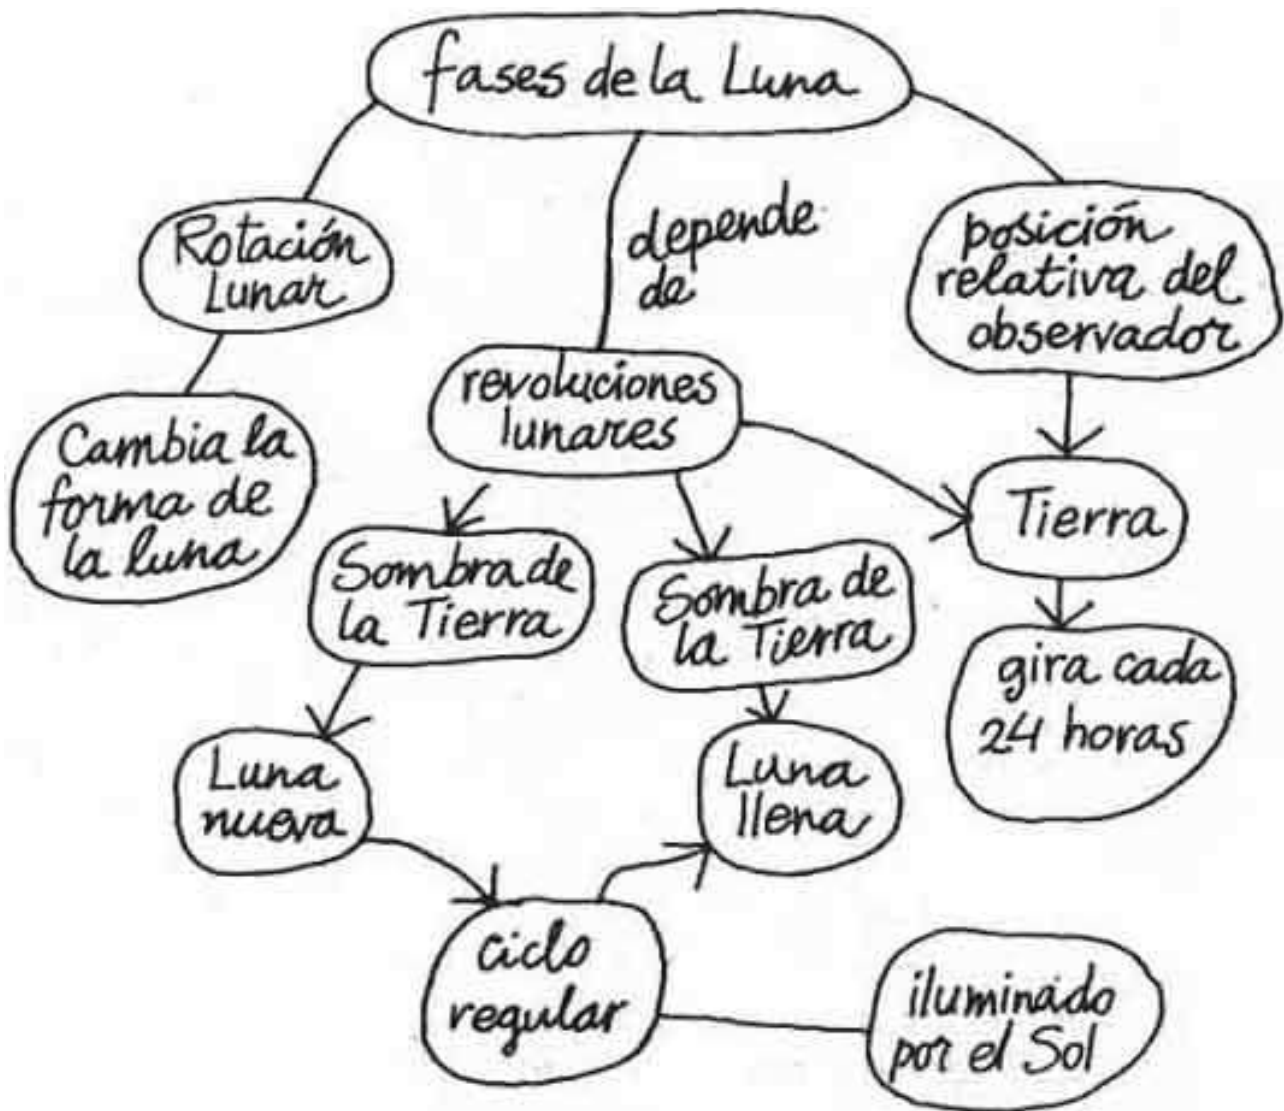 fases de la Luna
Rotación
Lunar
depende
de
posición
relativa del
observador
revoluciones
lunares
Cambia la
forma de
la luna
Tierra
Sombra de
la Tierra
Sombra de
la Tierra
gira cada
24 horas
Luna
nueva
Luna
llena
ciclo
regular
iluminado
por el Sol